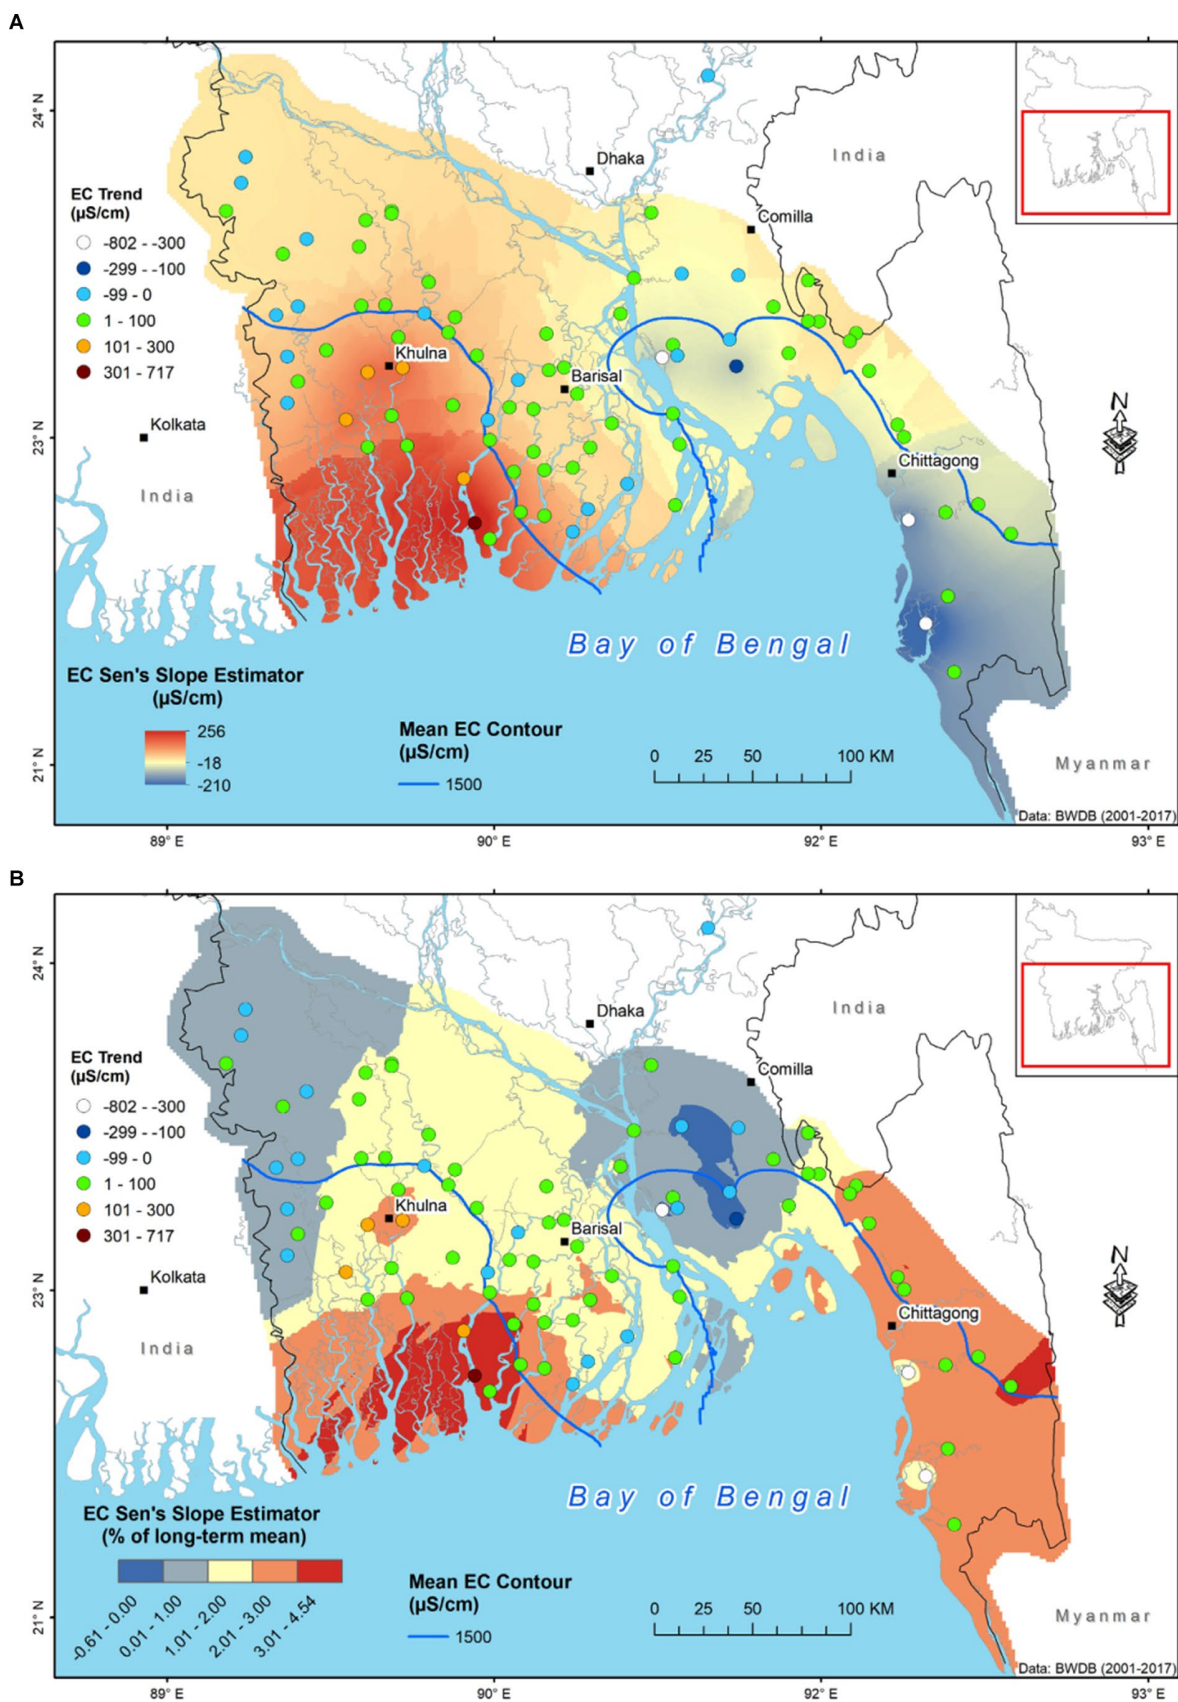 A
24° N
23° N
21° N
India
Dhaka
Comilla
EC Trend
(µS/cm)
-802 - -300
-299 - -100
-99 - 0
1 - 100
101 - 300
301 - 717
Khulna
Barisal
Kolkata
India
Chittagong
N
Bay of Bengal
EC Sen's Slope Estimator
(µS/cm)
256
-18
-210
Mean EC Contour
(µS/cm)
1500
0 25 50 100 KM
Myanmar
Data: BWDB (2001-2017)
89° E 90° E 92° E 93° E
B
24° N
23° N
21° N
India
Dhaka
Comilla
EC Trend
(µS/cm)
-802 - -300
-299 - -100
-99 - 0
1 - 100
101 - 300
301 - 717
Khulna
Barisal
Kolkata
India
Chittagong
N
Bay of Bengal
EC Sen's Slope Estimator
(% of long-term mean)
-0.61 - 0.00
0.01 - 1.00
1.01 - 2.00
2.01 - 3.00
3.01 - 4.54
Mean EC Contour
(µS/cm)
1500
0 25 50 100 KM
Myanmar
Data: BWDB (2001-2017)
89° E 90° E 92° E 93° E